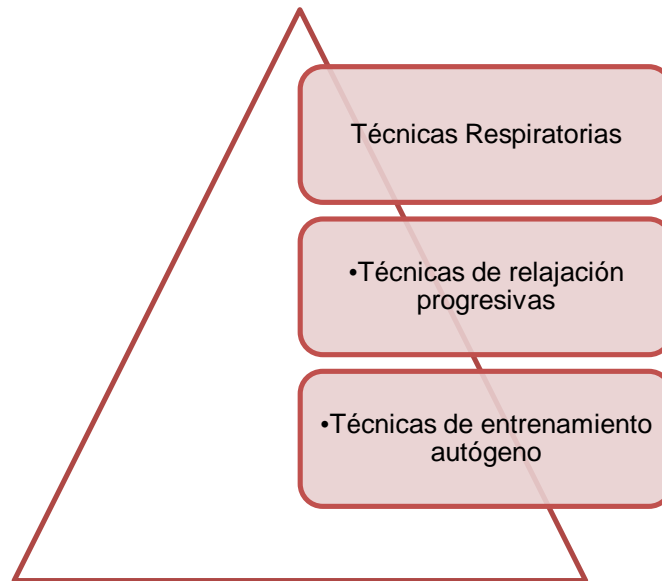 Técnicas Respiratorias
•Técnicas de relajación
progresivas
•Técnicas de entrenamiento
autógeno